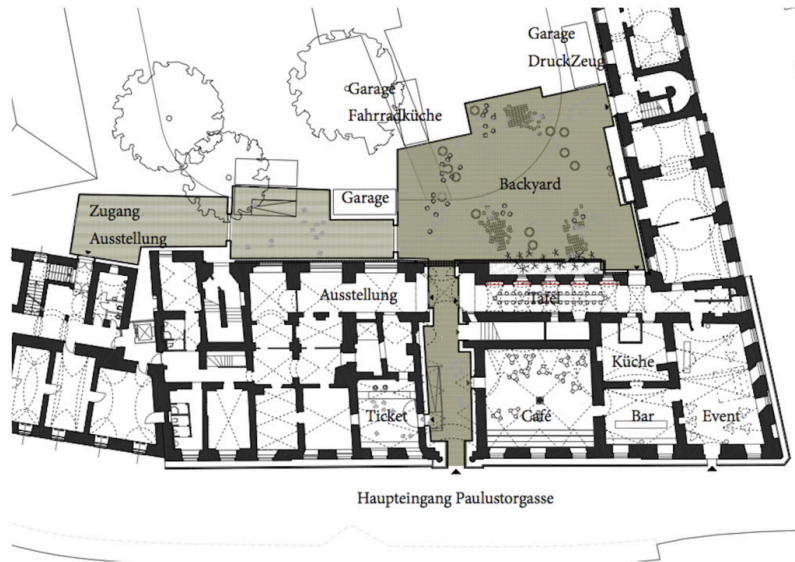 Garage
DruckZeug
Garage
Fahrradküche
Backyard
Garage
Zugang
Ausstellung
Ausstellung
Tafel
Küche
Ticket
Café
Bar
Event
Haupteingang Paulustorgasse